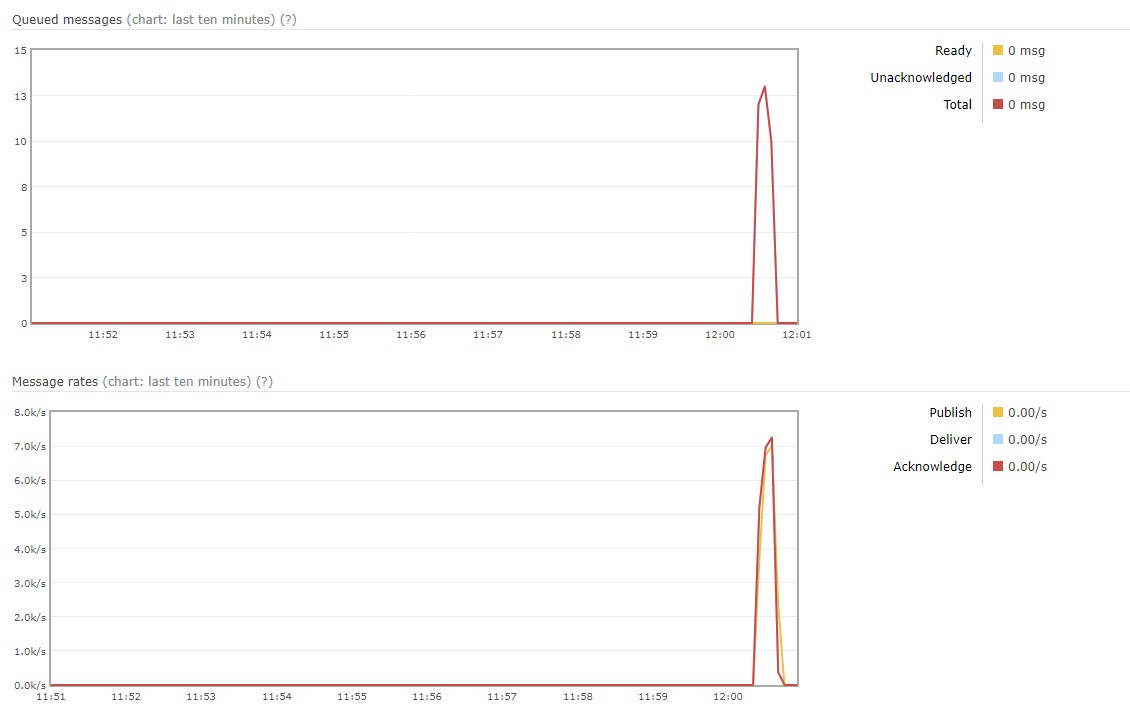 Queued messages (chart: last ten minutes) (?)
15
13
10
8
5
3
0
11:52 11:53 11:54 11:55 11:56 11:57 11:58 11:59 12:00 12:01
Ready 0 msg
Unacknowledged 0 msg
Total 0 msg
Message rates (chart: last ten minutes) (?)
8.0k/s
7.0k/s
6.0k/s
5.0k/s
4.0k/s
3.0k/s
2.0k/s
1.0k/s
0.0k/s
11:51 11:52 11:53 11:54 11:55 11:56 11:57 11:58 11:59 12:00
Publish 0.00/s
Deliver 0.00/s
Acknowledge 0.00/s